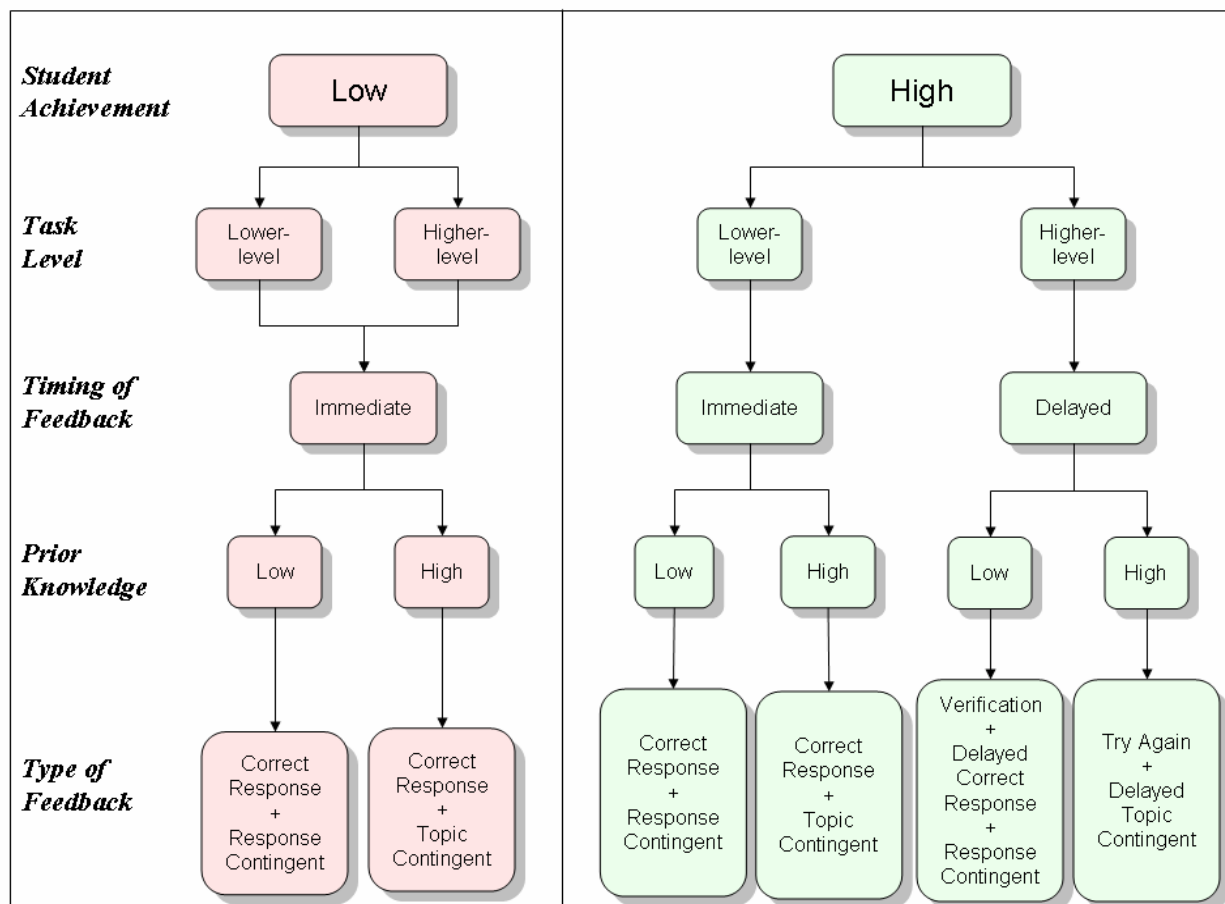 Student
Achievement
Low
High
Task
Level
Lower-
level
Higher-
level
Lower-
level
Higher-
level
Timing of
Feedback
Immediate
Immediate
Delayed
Prior
Knowledge
Low
High
Low
High
Low
High
Type of
Feedback
Correct
Response
+
Response
Contingent
Correct
Response
+
Topic
Contingent
Correct
Response
+
Response
Contingent
Correct
Response
+
Topic
Contingent
Verification
+
Delayed
Correct
Response
+
Response
Contingent
Try Again
+
Delayed
Topic
Contingent